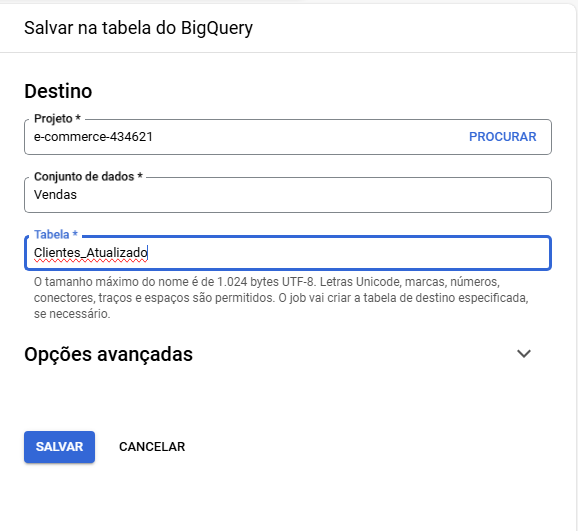 Salvar na tabela do BigQuery
Destino
Projeto *
e-commerce-434621 PROCURAR
Conjunto de dados *
Vendas
Tabela *
Clientes_Atualizado
O tamanho máximo do nome é de 1.024 bytes UTF-8. Letras Unicode, marcas, números,
conectores, traços e espaços são permitidos. O job vai criar a tabela de destino especificada,
se necessário.
Opções avançadas
SALVAR CANCELAR